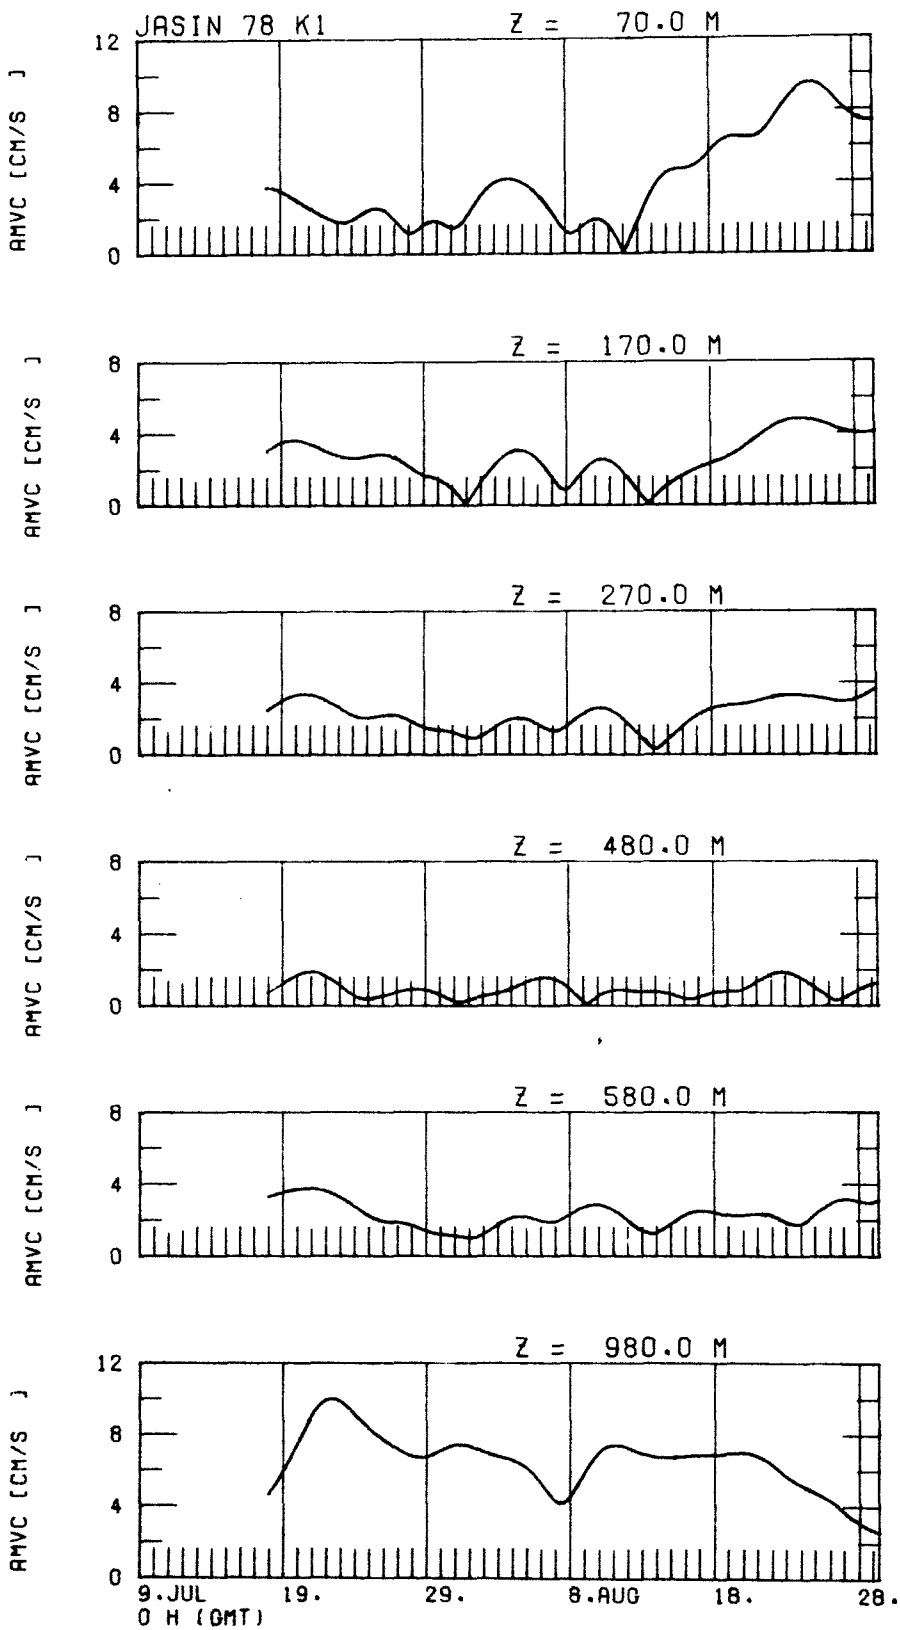 JASIN 78 K1 Z = 70.0 M
12
8
4
0
AMVC [CM/S ]
Z = 170.0 M
8
4
0
AMVC [CM/S ]
Z = 270.0 M
8
4
0
AMVC [CM/S ]
Z = 480.0 M
8
4
0
AMVC [CM/S ]
Z = 580.0 M
8
4
0
AMVC [CM/S ]
Z = 980.0 M
12
8
4
0
AMVC [CM/S ]
9.JUL 19. 29. 8.AUG 18. 28.
0 H (GMT)